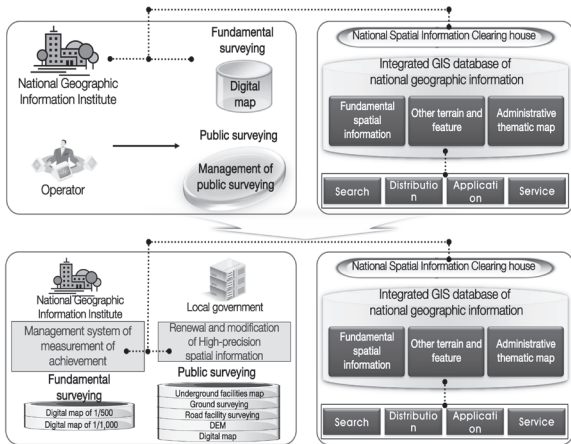 Fundamental
surveying
National Geographic
Information Institute
Digital
map
Public surveying
Operator
Management of
public surveying
National Spatial Information Clearing house
Integrated GIS database of
national geographic information
Fundamental
spatial
information
Other terrain and
feature
Administrative
thematic map
Search
Distributio
n
Applicati
on
Service
National Geographic
Information Institute
Local government
Management system of
measurement of
achievement
Renewal and modification
of High-precision
spatial information
Fundamental
surveying
Digital map of 1/500
Digital map of 1/1,000
Public surveying
Underground facilities map
Ground surveying
Road facility surveying
DEM
Digital map
National Spatial Information Clearing house
Integrated GIS database of
national geographic information
Fundamental
spatial
information
Other terrain and
feature
Administrative
thematic map
Search
Distributio
n
Applicati
on
Service